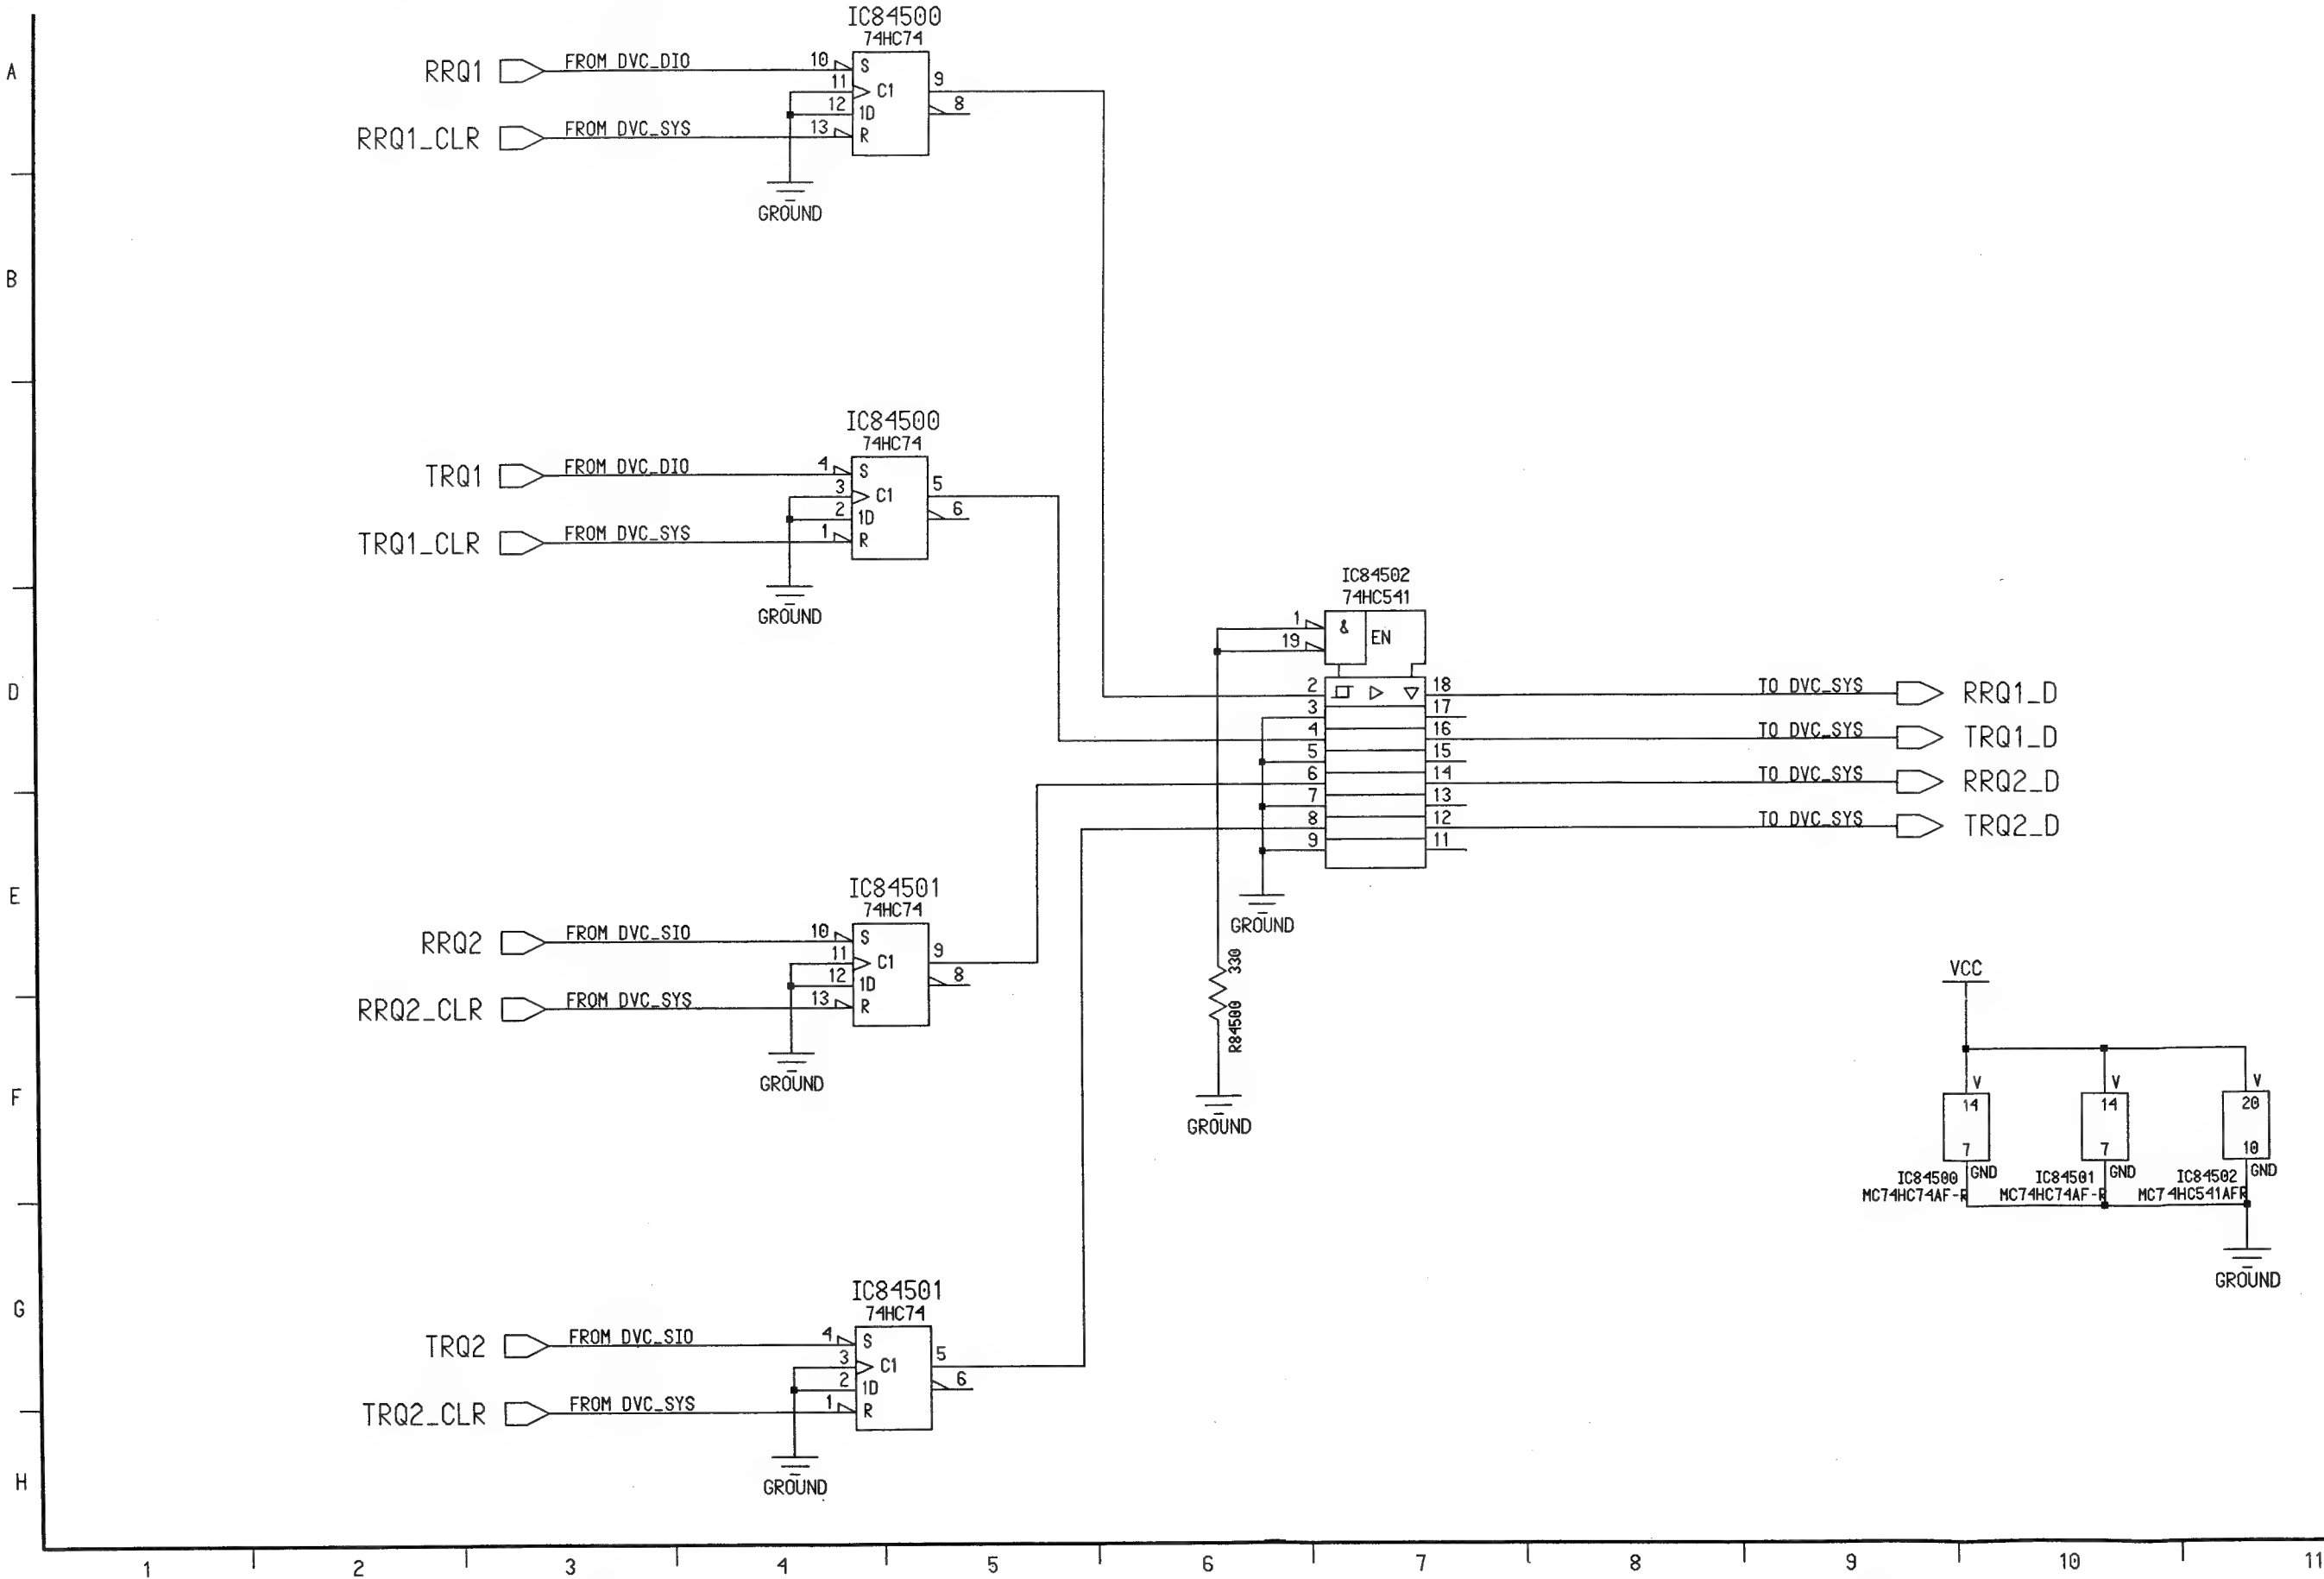 IC84500
74HC74
A
RRQ1
FROM DVC_DIO
10
S
11
C1
9
12
1D
8
RRQ1_CLR
FROM DVC_SYS
13
R
GROUND
B
IC84500
74HC74
TRQ1
FROM DVC_DIO
4
S
3
C1
5
2
1D
6
TRQ1_CLR
FROM DVC_SYS
1
R
GROUND
IC84502
74HC541
1
&
19
EN
D
2
18
TO DVC_SYS
RRQ1_D
3
17
4
16
TO DVC_SYS
TRQ1_D
5
15
6
14
TO DVC_SYS
RRQ2_D
7
13
8
12
TO DVC_SYS
TRQ2_D
9
11
GROUND
E
IC84501
74HC74
RRQ2
FROM DVC_SIO
10
S
11
C1
9
12
1D
8
RRQ2_CLR
FROM DVC_SYS
13
R
GROUND
330
R84500
GROUND
VCC
F
V
V
V
14
14
20
7
7
10
GND
GND
GND
IC84500
IC84501
IC84502
MC74HC74AF-R
MC74HC74AF-R
MC74HC541AFR
GROUND
G
IC84501
74HC74
TRQ2
FROM DVC_SIO
4
S
3
C1
5
2
1D
6
TRQ2_CLR
FROM DVC_SYS
1
R
GROUND
H
1
2
3
4
5
6
7
8
9
10
11